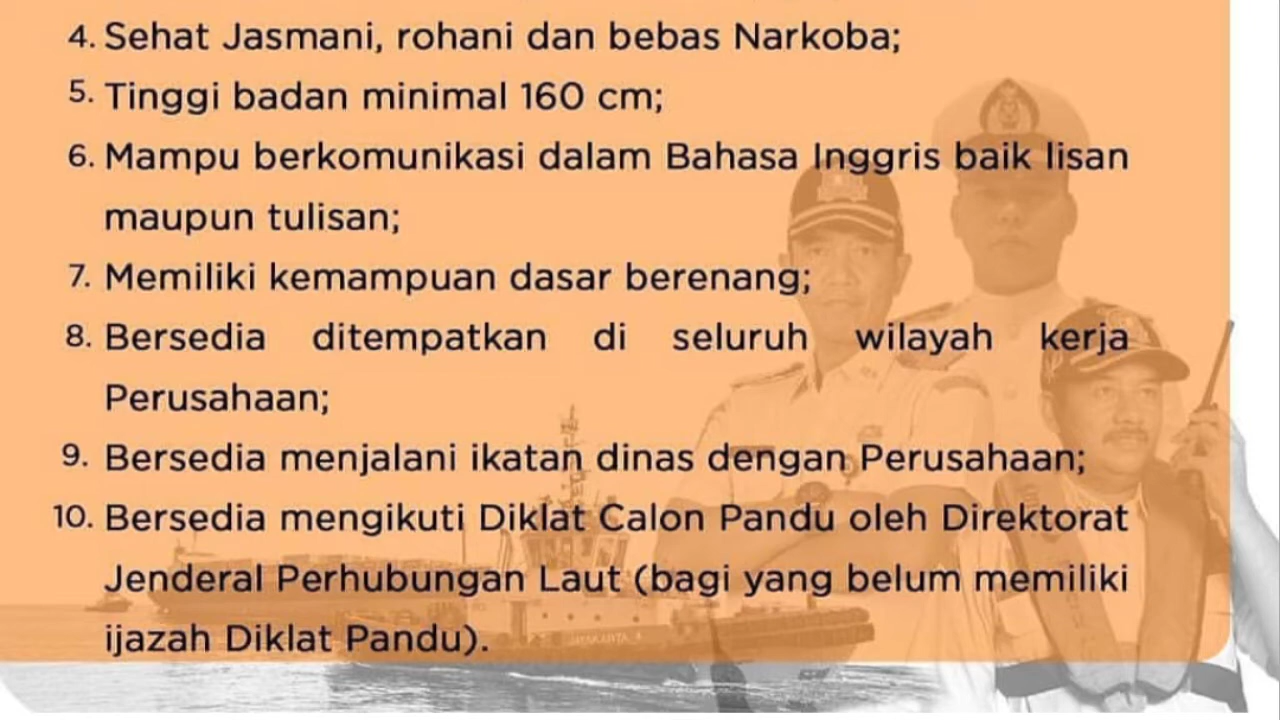 4. Sehat Jasmani, rohani dan bebas Narkoba;
5. Tinggi badan minimal 160 cm;
6. Mampu berkomunikasi dalam Bahasa Inggris baik lisan
maupun tulisan;
7. Memiliki kemampuan dasar berenang;
8. Bersedia ditempatkan di seluruh wilayah kerja
Perusahaan;
9. Bersedia menjalani ikatan dinas dengan Perusahaan;
10. Bersedia mengikuti Diklat Calon Pandu oleh Direktorat
Jenderal Perhubungan Laut (bagi yang belum memiliki
ijazah Diklat Pandu).